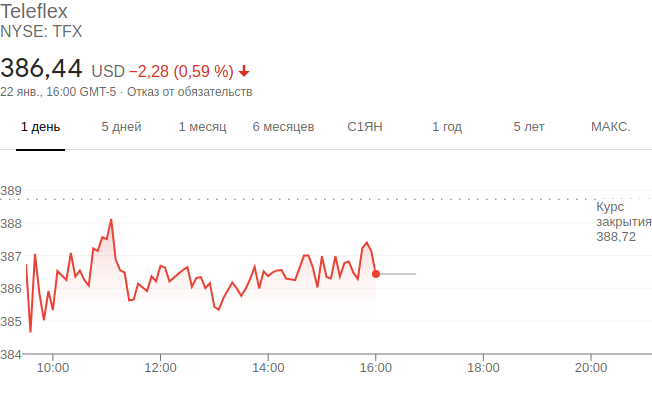 Teleflex
NYSE: TFX
386,44 USD −2,28 (0,59 %)
22 янв., 16:00 GMT-5 · Отказ от обязательств
1 день 5 дней 1 месяц 6 месяцев С1ЯН 1 год 5 лет МАКС.
389
Курс
закрытия
388,72
388
387
386
385
384
10:00 12:00 14:00 16:00 18:00 20:00